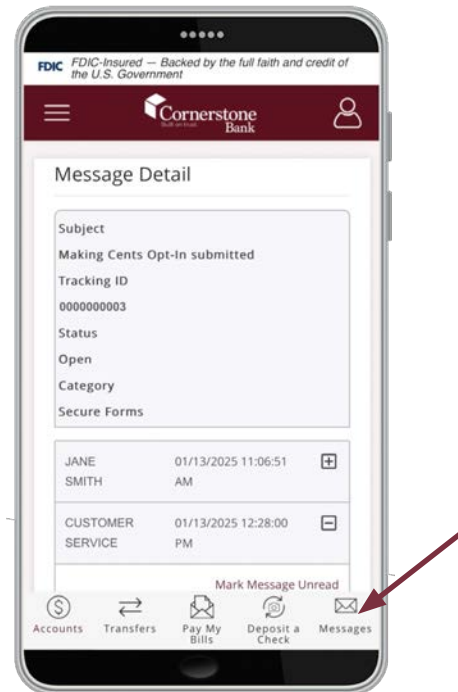 FDIC FDIC-Insured — Backed by the full faith and credit of
the U.S. Government
Cornerstone
Built on trust
Bank
Message Detail
Subject
Making Cents Opt-In submitted
Tracking ID
0000000003
Status
Open
Category
Secure Forms
JANE SMITH 01/13/2025 11:06:51 AM
CUSTOMER SERVICE 01/13/2025 12:28:00 PM
Mark Message Unread
Accounts Transfers Pay My Bills Deposit a Check Messages